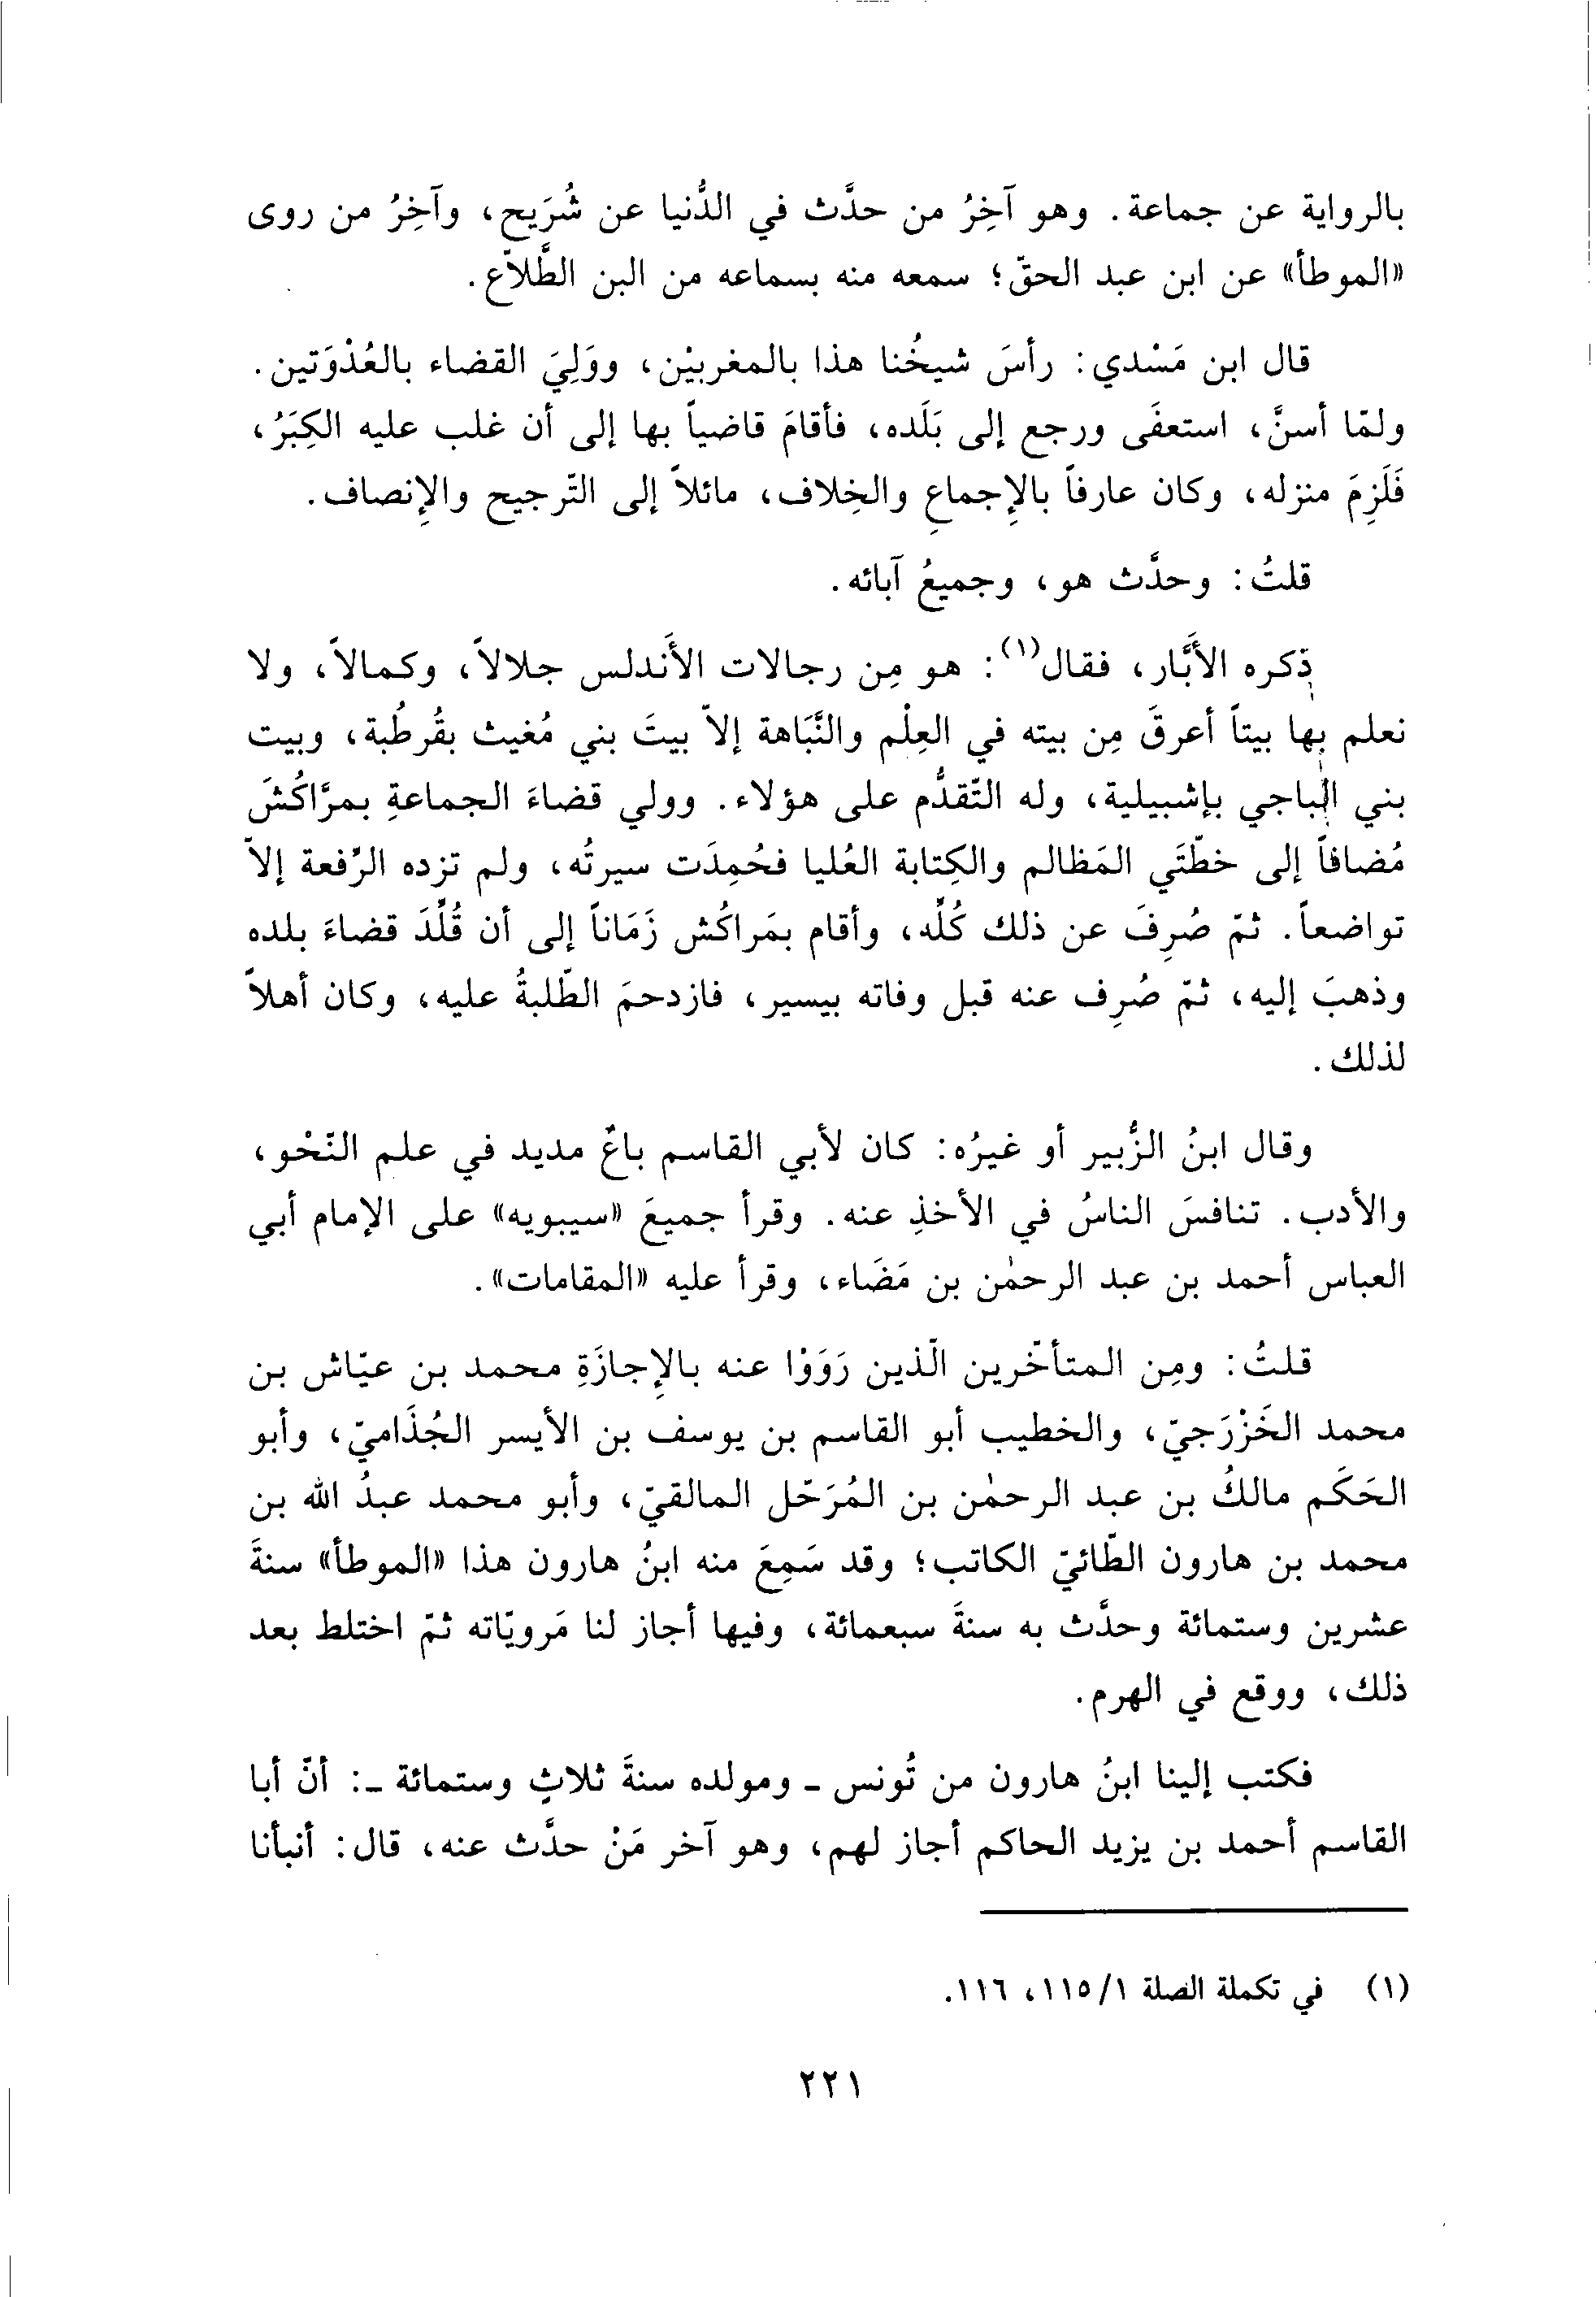 بالرواية عن جماعة. وهو آخِرُ من حدَّث في الدُّنيا عن شُرَيح، وآخِرُ من روى
«الموطأ» عن ابن عبد الحقّ؛ سمعه منه بسماعه من البن الطَّلاّع.
قال ابن مَسْدي: رأسَ شيخُنا هذا بالمغربيْن، ووَلِيَ القضاء بالعُدْوَتين.
ولمّا أسنَّ، استعفَى ورجع إلى بَلَده، فأقامَ قاضياً بها إلى أن غلب عليه الكِبَرُ،
فَلَزِمَ منزله، وكان عارفاً بالإِجماعِ والخِلاف، مائلاً إلى التّرجيح والإِنصاف.
قلتُ: وحدَّث هو، وجميعُ آبائه.
ذكره الأبَّار، فقال(١): هو مِن رجالات الأَندلس جلالاً، وكمالاً، ولا
نعلم بها بيتاً أعرقَ مِن بيته في العِلْم والنَّبَاهة إلاّ بيتَ بني مُغيث بقُرطُبة، وبيت
بني الباجي بإشبيلية، وله التّقدُّم على هؤلاء. وولي قضاءَ الجماعةِ بمرَّاكُشَ
مُضافاً إلى خطّتَي المَظالم والكِتابة العُليا فحُمِدَت سيرتُه، ولم تزده الرِّفعة إلاّ
تواضعاً. ثمّ صُرِفَ عن ذلك كُلِّه، وأقام بمَراكُش زَمَاناً إلى أن قُلِّدَ قضاءَ بلده
وذهبَ إليه، ثمّ صُرِف عنه قبل وفاته بيسير، فازدحمَ الطّلبةُ عليه، وكان أهلاً
لذلك.
وقال ابنُ الزُّبير أو غيرُه: كان لأبي القاسم باعٌ مديد في علم النّحْو،
والأدب. تنافسَ الناسُ في الأخذِ عنه. وقرأ جميعَ «سيبويه» على الإمام أبي
العباس أحمد بن عبد الرحمٰن بن مَضَاء، وقرأ عليه «المقامات».
قلتُ: ومِن المتأخّرين الّذين رَوَوْا عنه بالإِجازَةِ محمد بن عيّاش بن
محمد الخَزْرَجيّ، والخطيب أبو القاسم بن يوسف بن الأيسر الجُذَاميّ، وأبو
الحَكَم مالكُ بن عبد الرحمٰن بن المُرَحّل المالقيّ، وأبو محمد عبدُ الله بن
محمد بن هارون الطّائيّ الكاتب؛ وقد سَمِعَ منه ابنُ هارون هذا «الموطأ» سنةَ
عشرين وستمائة وحدَّث به سنةَ سبعمائة، وفيها أجاز لنا مَرويّاته ثمّ اختلط بعد
ذلك، ووقع في الهرم.
فكتب إلينا ابنُ هارون من تُونس ـ ومولده سنةَ ثلاثٍ وستمائة ـ: أنّ أبا
القاسم أحمد بن يزيد الحاكم أجاز لهم، وهو آخر مَنْ حدَّث عنه، قال: أنبأنا
(١) في تكملة الصلة ١/ ١١٥، ١١٦.
٢٢١